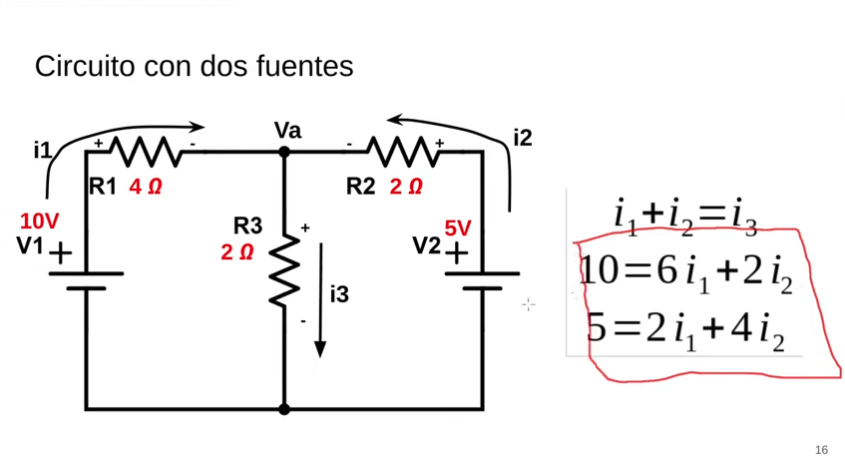 Circuito con dos fuentes
i1
+
-
Va
-
+
i2
R1 4 Ω
R2 2 Ω
10V
V1 +
R3
2 Ω
+
-
i3
5V
V2 +
i₁+i₂=i₃
10=6i₁+2i₂
5=2i₁+4i₂
16